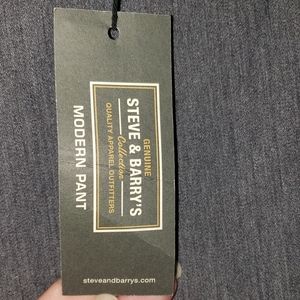 GENUINE
STEVE & BARRY'S
Collection
QUALITY APPAREL OUTFITTERS
MODERN PANT
steveandbarrys.com